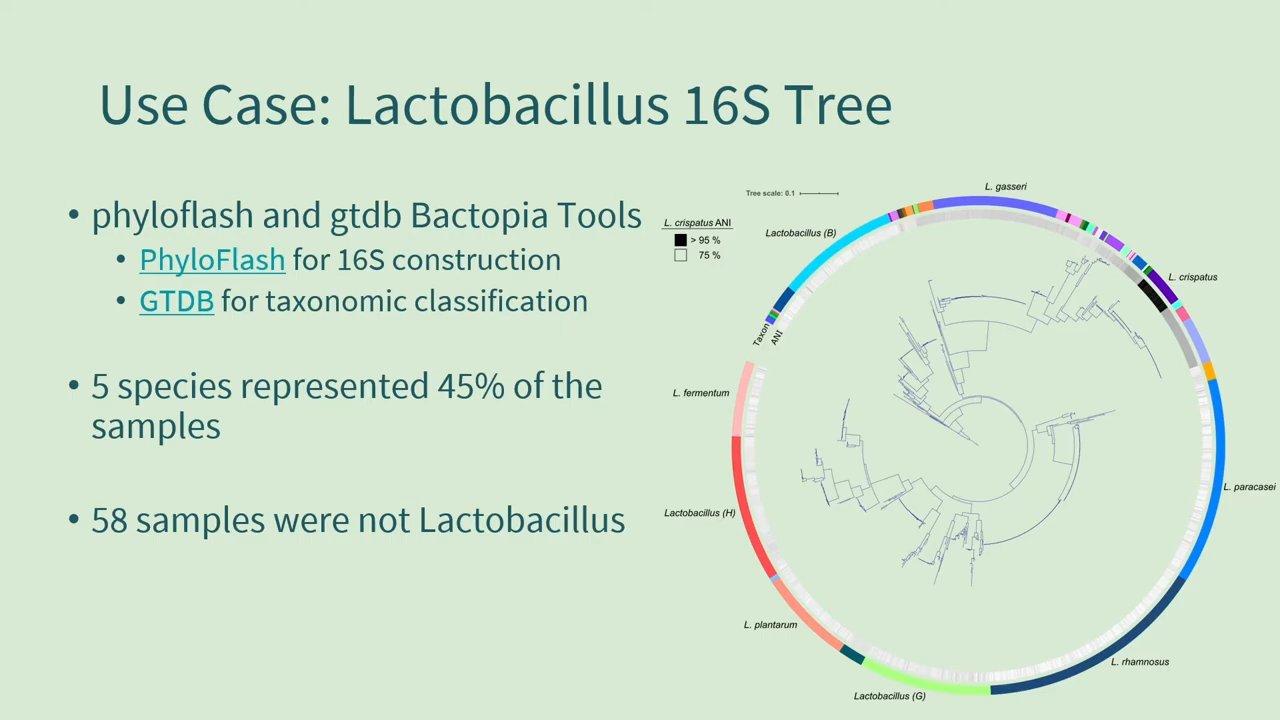 Use Case: Lactobacillus 16S Tree
• phyloflash and gtdb Bactopia Tools
• PhyloFlash for 16S construction
• GTDB for taxonomic classification
• 5 species represented 45% of the
samples
• 58 samples were not Lactobacillus
Tree scale: 0.1
L. crispatus ANI
> 95 %
75 %
L. gasseri
Lactobacillus (B)
L. crispatus
Taxon
ANI
L. fermentum
L. paracasei
Lactobacillus (H)
L. plantarum
L. rhamnosus
Lactobacillus (G)